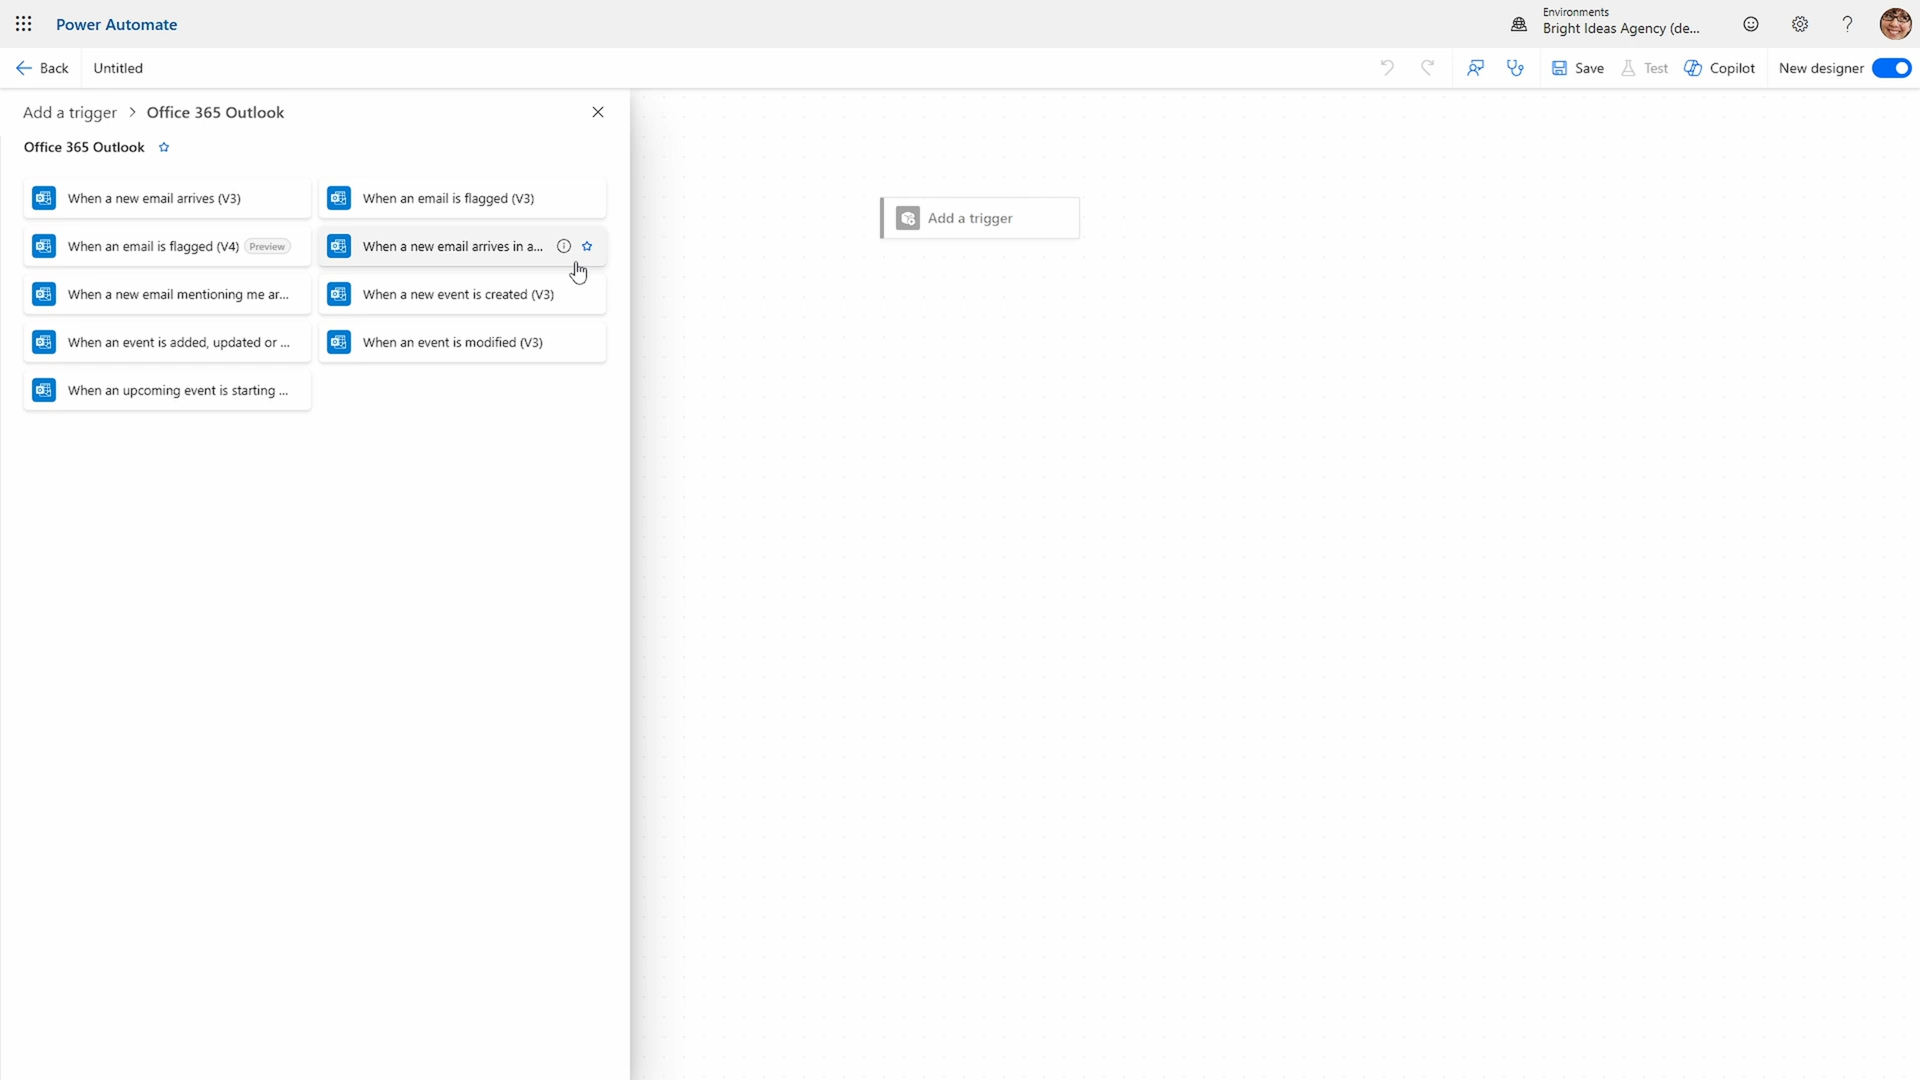 Power Automate
Environments
Bright Ideas Agency (de...
?
Back
Untitled
Save
Test
Copilot
New designer
Add a trigger > Office 365 Outlook
Office 365 Outlook
When a new email arrives (V3)
When an email is flagged (V3)
When an email is flagged (V4) Preview
When a new email arrives in a...
When a new email mentioning me ar...
When a new event is created (V3)
When an event is added, updated or ...
When an event is modified (V3)
When an upcoming event is starting ...
Add a trigger